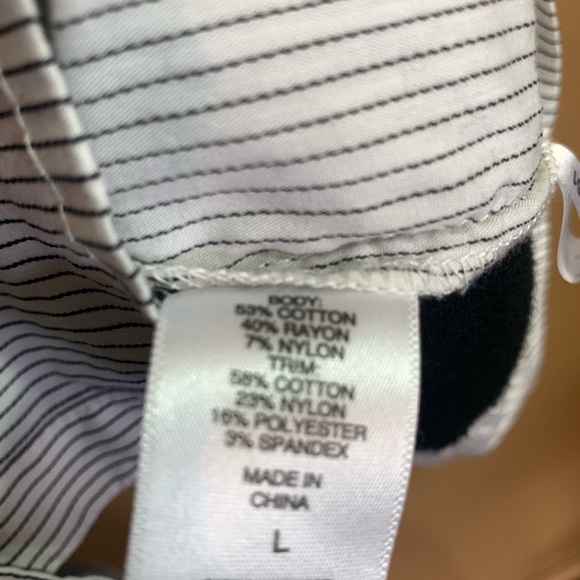 BODY:
53% COTTON
40% RAYON
7% NYLON
TRIM:
58% COTTON
23% NYLON
16% POLYESTER
3% SPANDEX
MADE IN
CHINA
L